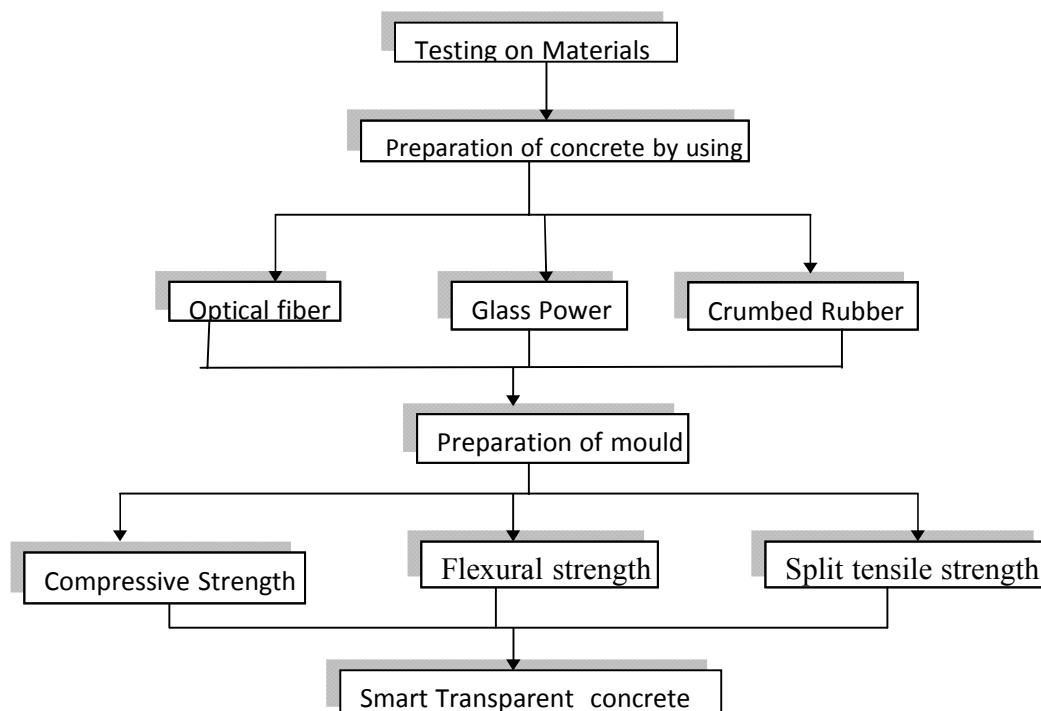 Testing on Materials
Preparation of concrete by using
Optical fiber
Glass Power
Crumbed Rubber
Preparation of mould
Compressive Strength
Flexural strength
Split tensile strength
Smart Transparent concrete